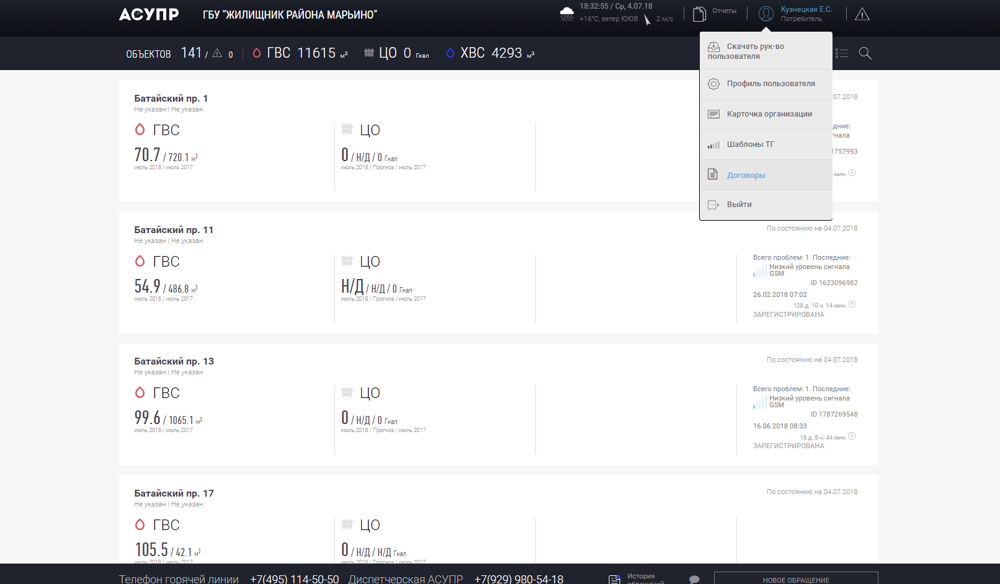 АСУПР
ГБУ "ЖИЛИЩНИК РАЙОНА МАРЬИНО"
18:32:55 / Ср, 4.07.18
+16°C, ветер ЮЮВ 2 м/с
Отчеты
Кузнецкая Е.С.
Потребитель
ОБЪЕКТОВ 141 / 0
ГВС 11615 м³
ЦО 0 Гкал
ХВС 4293 м³
Скачать рук-во
пользователя
Профиль пользователя
Карточка организации
Шаблоны ТГ
Договоры
Выйти
Батайский пр. 1
Не указан | Не указан
07.2018
ГВС
70.7 / 720.1 м³
июль 2018 / июль 2017
ЦО
0 / Н/Д / 0 Гкал
июль 2018 / Прогноз / июль 2017
дние:
гнала
1757993
мин.
Батайский пр. 11
Не указан | Не указан
По состоянию на 04.07.2018
ГВС
54.9 / 486.8 м³
июль 2018 / июль 2017
ЦО
Н/Д / Н/Д / 0 Гкал
июль 2018 / Прогноз / июль 2017
Всего проблем: 1. Последние:
Низкий уровень сигнала
GSM
ID 1623096982
26.02.2018 07:02
128 д. 10 ч. 14 мин.
ЗАРЕГИСТРИРОВАНА
Батайский пр. 13
Не указан | Не указан
По состоянию на 04.07.2018
ГВС
99.6 / 1065.1 м³
июль 2018 / июль 2017
ЦО
0 / Н/Д / 0 Гкал
июль 2018 / Прогноз / июль 2017
Всего проблем: 1. Последние:
Низкий уровень сигнала
GSM
ID 1787269548
16.06.2018 08:33
18 д. 8 ч. 44 мин.
ЗАРЕГИСТРИРОВАНА
Батайский пр. 17
Не указан | Не указан
По состоянию на 04.07.2018
ГВС
105.5 / 42.1 м³
июль 2018 / июль 2017
ЦО
0 / Н/Д / Н/Д Гкал
июль 2018 / Прогноз / июль 2017
Телефон горячей линии +7(495) 114-50-50 Диспетчерская АСУПР +7(929) 980-54-18
История
обращений
НОВОЕ ОБРАЩЕНИЕ